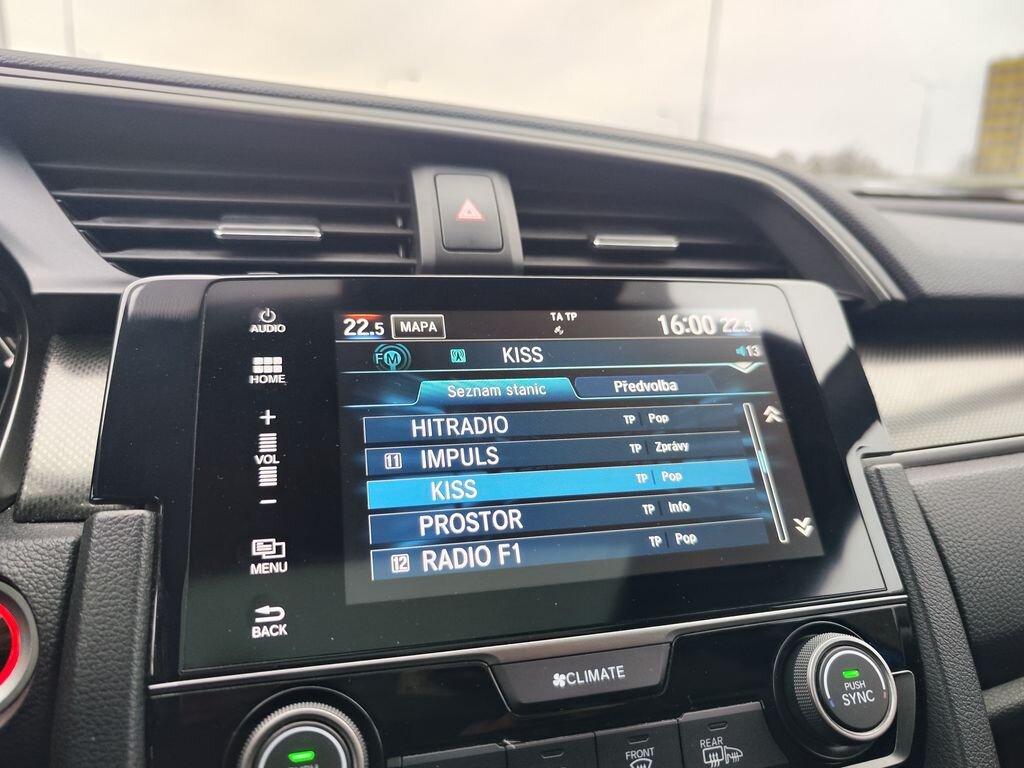 AUDIO
HOME
+
VOL
−
MENU
BACK
22.5 MAPA TA TP 16:00 22.5
FM KISS 13
Seznam stanic Předvolba
HITRADIO TP Pop
11 IMPULS TP Zprávy
KISS TP Pop
PROSTOR TP Info
12 RADIO F1 TP Pop
CLIMATE
PUSH
SYNC
FRONT
REAR